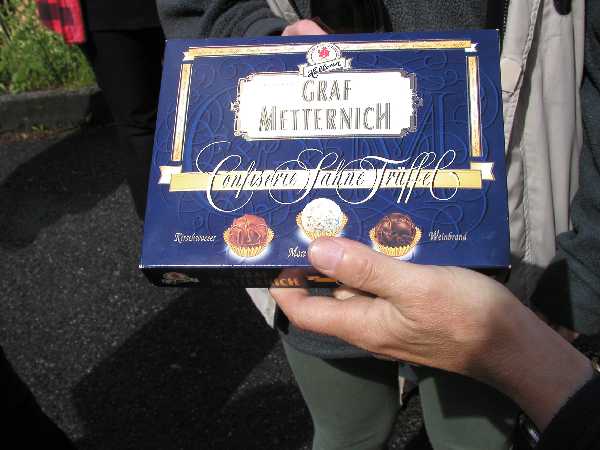 GRAF
METTERNICH
Confiserie Sahne Trüffel
Kirschwasser
Weinbrand